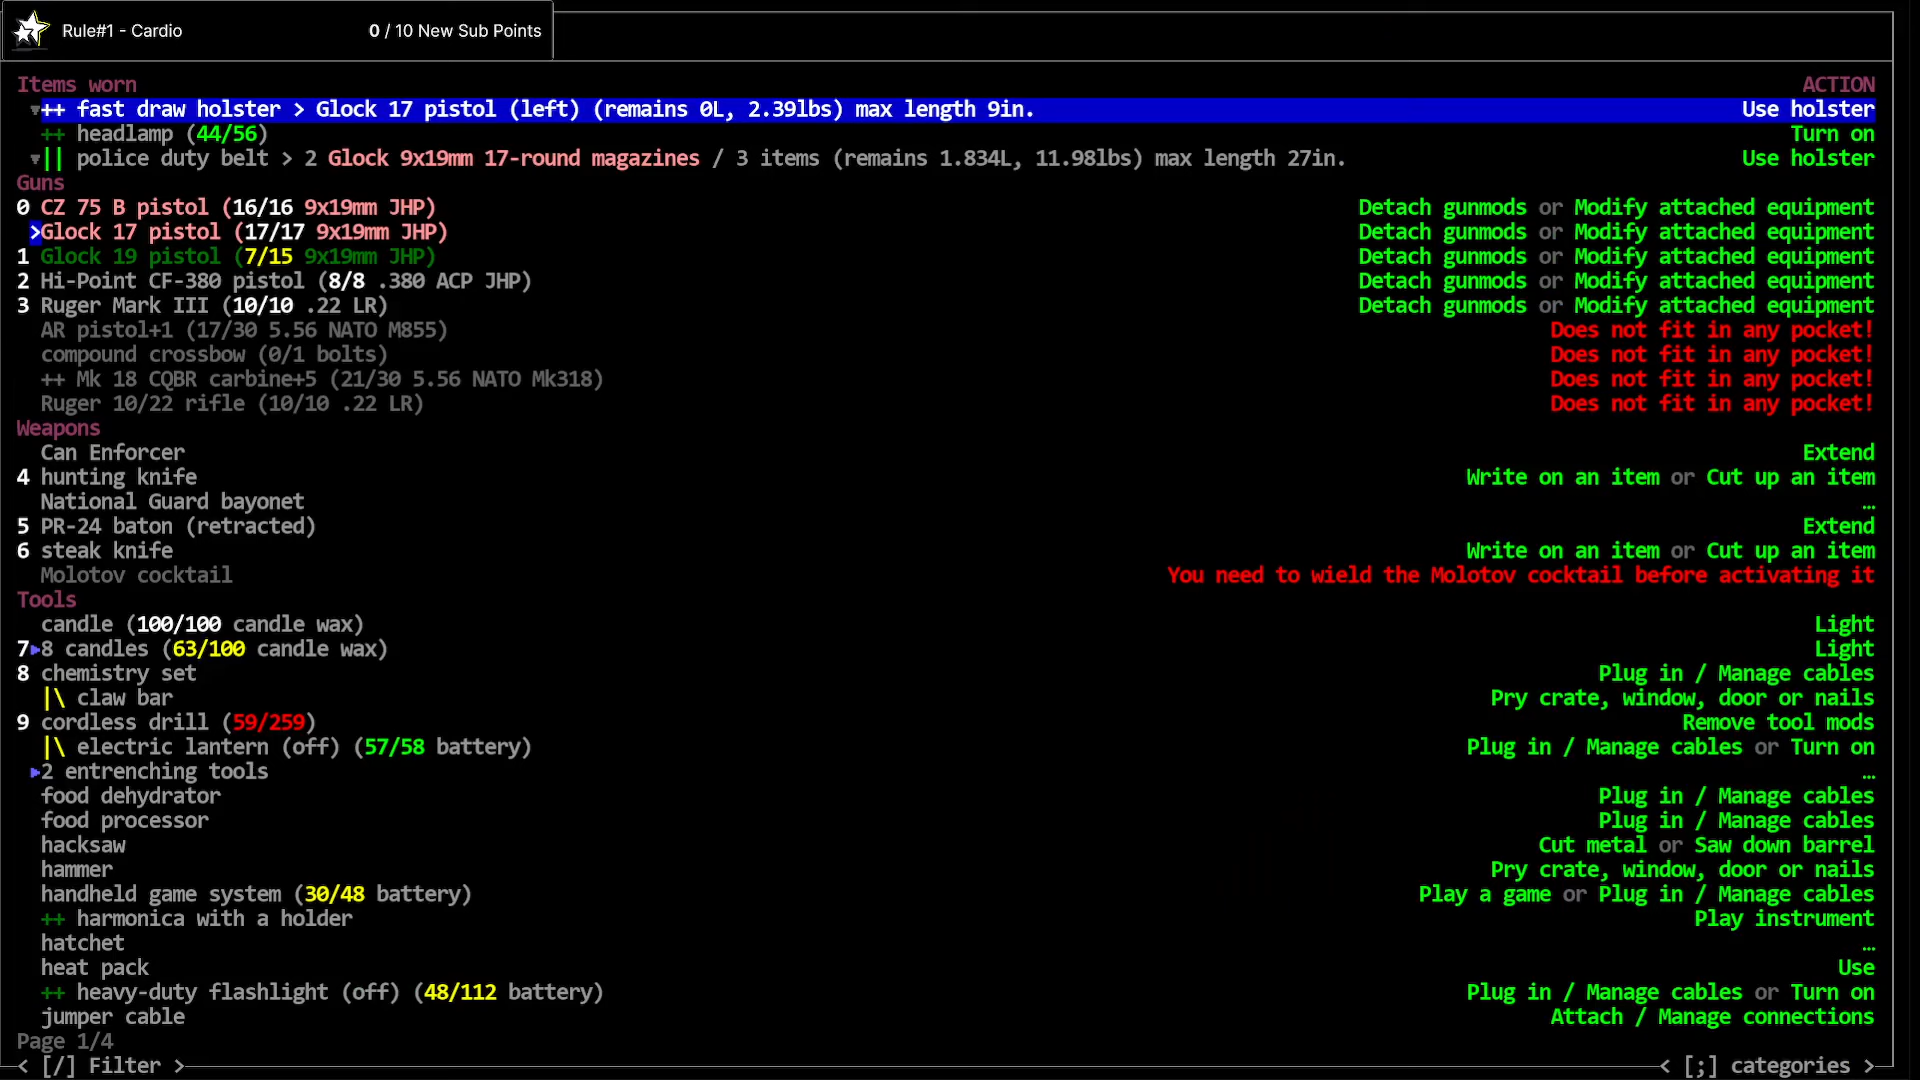 Rule#1 - Cardio 0 / 10 New Sub Points
Items worn ACTION
▾++ fast draw holster > Glock 17 pistol (left) (remains 0L, 2.39lbs) max length 9in. Use holster
++ headlamp (44/56) Turn on
▾|| police duty belt > 2 Glock 9x19mm 17-round magazines / 3 items (remains 1.834L, 11.98lbs) max length 27in. Use holster
Guns
0 CZ 75 B pistol (16/16 9x19mm JHP) Detach gunmods or Modify attached equipment
>Glock 17 pistol (17/17 9x19mm JHP) Detach gunmods or Modify attached equipment
1 Glock 19 pistol (7/15 9x19mm JHP) Detach gunmods or Modify attached equipment
2 Hi-Point CF-380 pistol (8/8 .380 ACP JHP) Detach gunmods or Modify attached equipment
3 Ruger Mark III (10/10 .22 LR) Detach gunmods or Modify attached equipment
AR pistol+1 (17/30 5.56 NATO M855) Does not fit in any pocket!
compound crossbow (0/1 bolts) Does not fit in any pocket!
++ Mk 18 CQBR carbine+5 (21/30 5.56 NATO Mk318) Does not fit in any pocket!
Ruger 10/22 rifle (10/10 .22 LR) Does not fit in any pocket!
Weapons
Can Enforcer Extend
4 hunting knife Write on an item or Cut up an item
National Guard bayonet …
5 PR-24 baton (retracted) Extend
6 steak knife Write on an item or Cut up an item
Molotov cocktail You need to wield the Molotov cocktail before activating it
Tools
candle (100/100 candle wax) Light
7▸8 candles (63/100 candle wax) Light
8 chemistry set Plug in / Manage cables
|\ claw bar Pry crate, window, door or nails
9 cordless drill (59/259) Remove tool mods
|\ electric lantern (off) (57/58 battery) Plug in / Manage cables or Turn on
▸2 entrenching tools …
food dehydrator Plug in / Manage cables
food processor Plug in / Manage cables
hacksaw Cut metal or Saw down barrel
hammer Pry crate, window, door or nails
handheld game system (30/48 battery) Play a game or Plug in / Manage cables
++ harmonica with a holder Play instrument
hatchet …
heat pack Use
++ heavy-duty flashlight (off) (48/112 battery) Plug in / Manage cables or Turn on
jumper cable Attach / Manage connections
Page 1/4
< [/] Filter > < [;] categories >